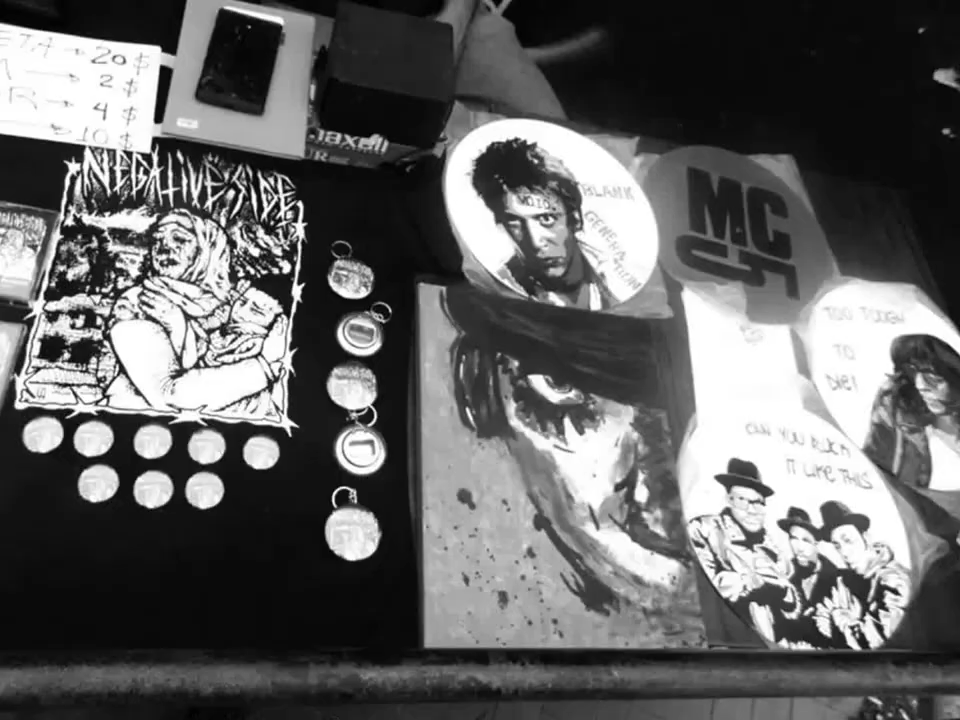 ETA → 20 $
→ 2 $
R → 4 $
→ 10 $
maxell
NEGATIVE SIDE
BLANK
GENERATION
MC
5
TOO TOUGH
TO
DIE!
CAN YOU ROCK
IT LIKE THIS